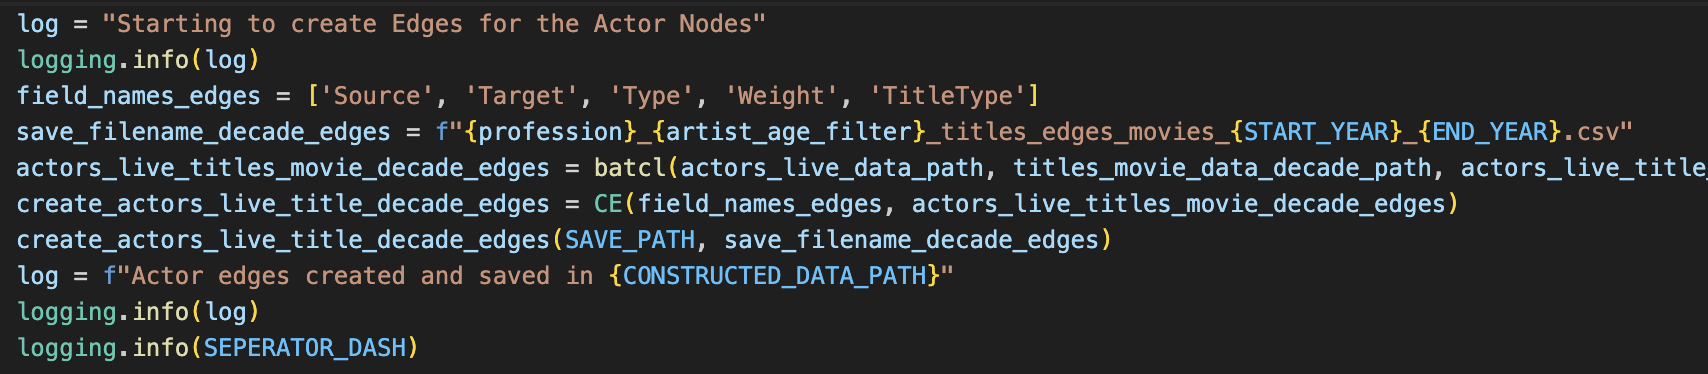 log = "Starting to create Edges for the Actor Nodes"
logging.info(log)
field_names_edges = ['Source', 'Target', 'Type', 'Weight', 'TitleType']
save_filename_decade_edges = f"{profession}_{artist_age_filter}_titles_edges_movies_{START_YEAR}_{END_YEAR}.csv"
actors_live_titles_movie_decade_edges = batcl(actors_live_data_path, titles_movie_data_decade_path, actors_live_title_
create_actors_live_title_decade_edges = CE(field_names_edges, actors_live_titles_movie_decade_edges)
create_actors_live_title_decade_edges(SAVE_PATH, save_filename_decade_edges)
log = f"Actor edges created and saved in {CONSTRUCTED_DATA_PATH}"
logging.info(log)
logging.info(SEPERATOR_DASH)